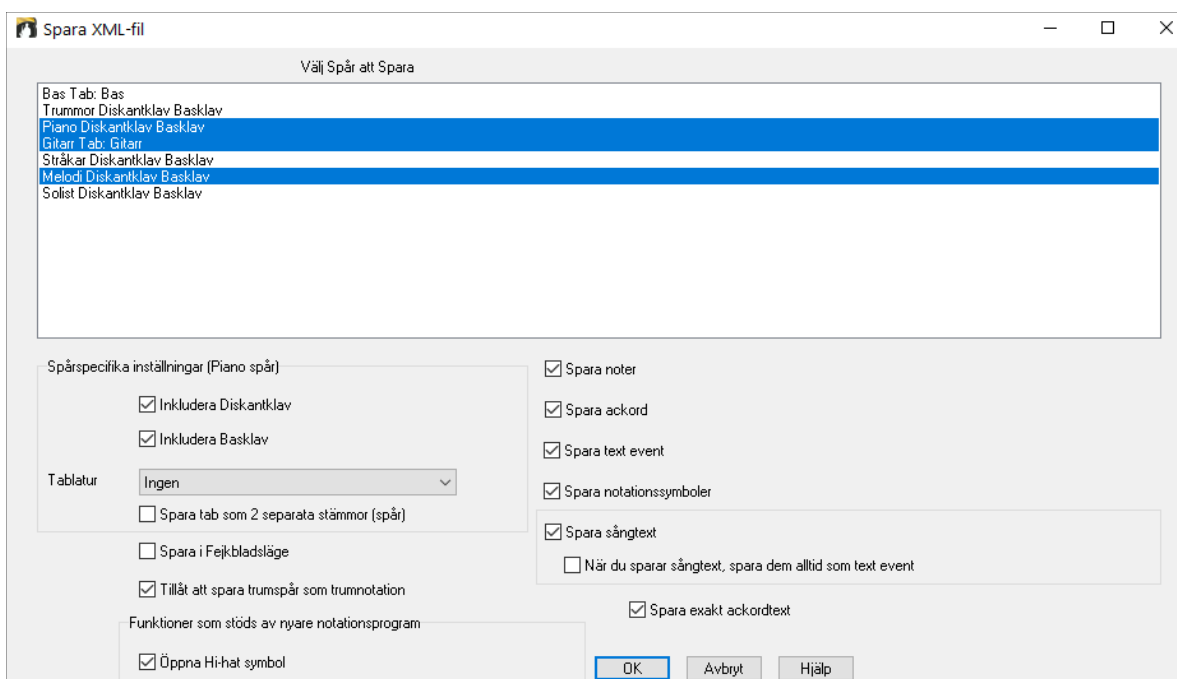 Spara XML-fil
Välj Spår att Spara
Bas Tab: Bas
Trummor Diskantklav Basklav
Piano Diskantklav Basklav
Gitarr Tab: Gitarr
Stråkar Diskantklav Basklav
Melodi Diskantklav Basklav
Solist Diskantklav Basklav
Spårspecifika inställningar (Piano spår)
Inkludera Diskantklav
Inkludera Basklav
Tablatur Ingen
Spara tab som 2 separata stämmor (spår)
Spara i Fejkbladsläge
Tillåt att spara trumspår som trumnotation
Funktioner som stöds av nyare notationsprogram
Öppna Hi-hat symbol
Spara noter
Spara ackord
Spara text event
Spara notationssymboler
Spara sångtext
När du sparar sångtext, spara dem alltid som text event
Spara exakt ackordtext
OK Avbryt Hjälp